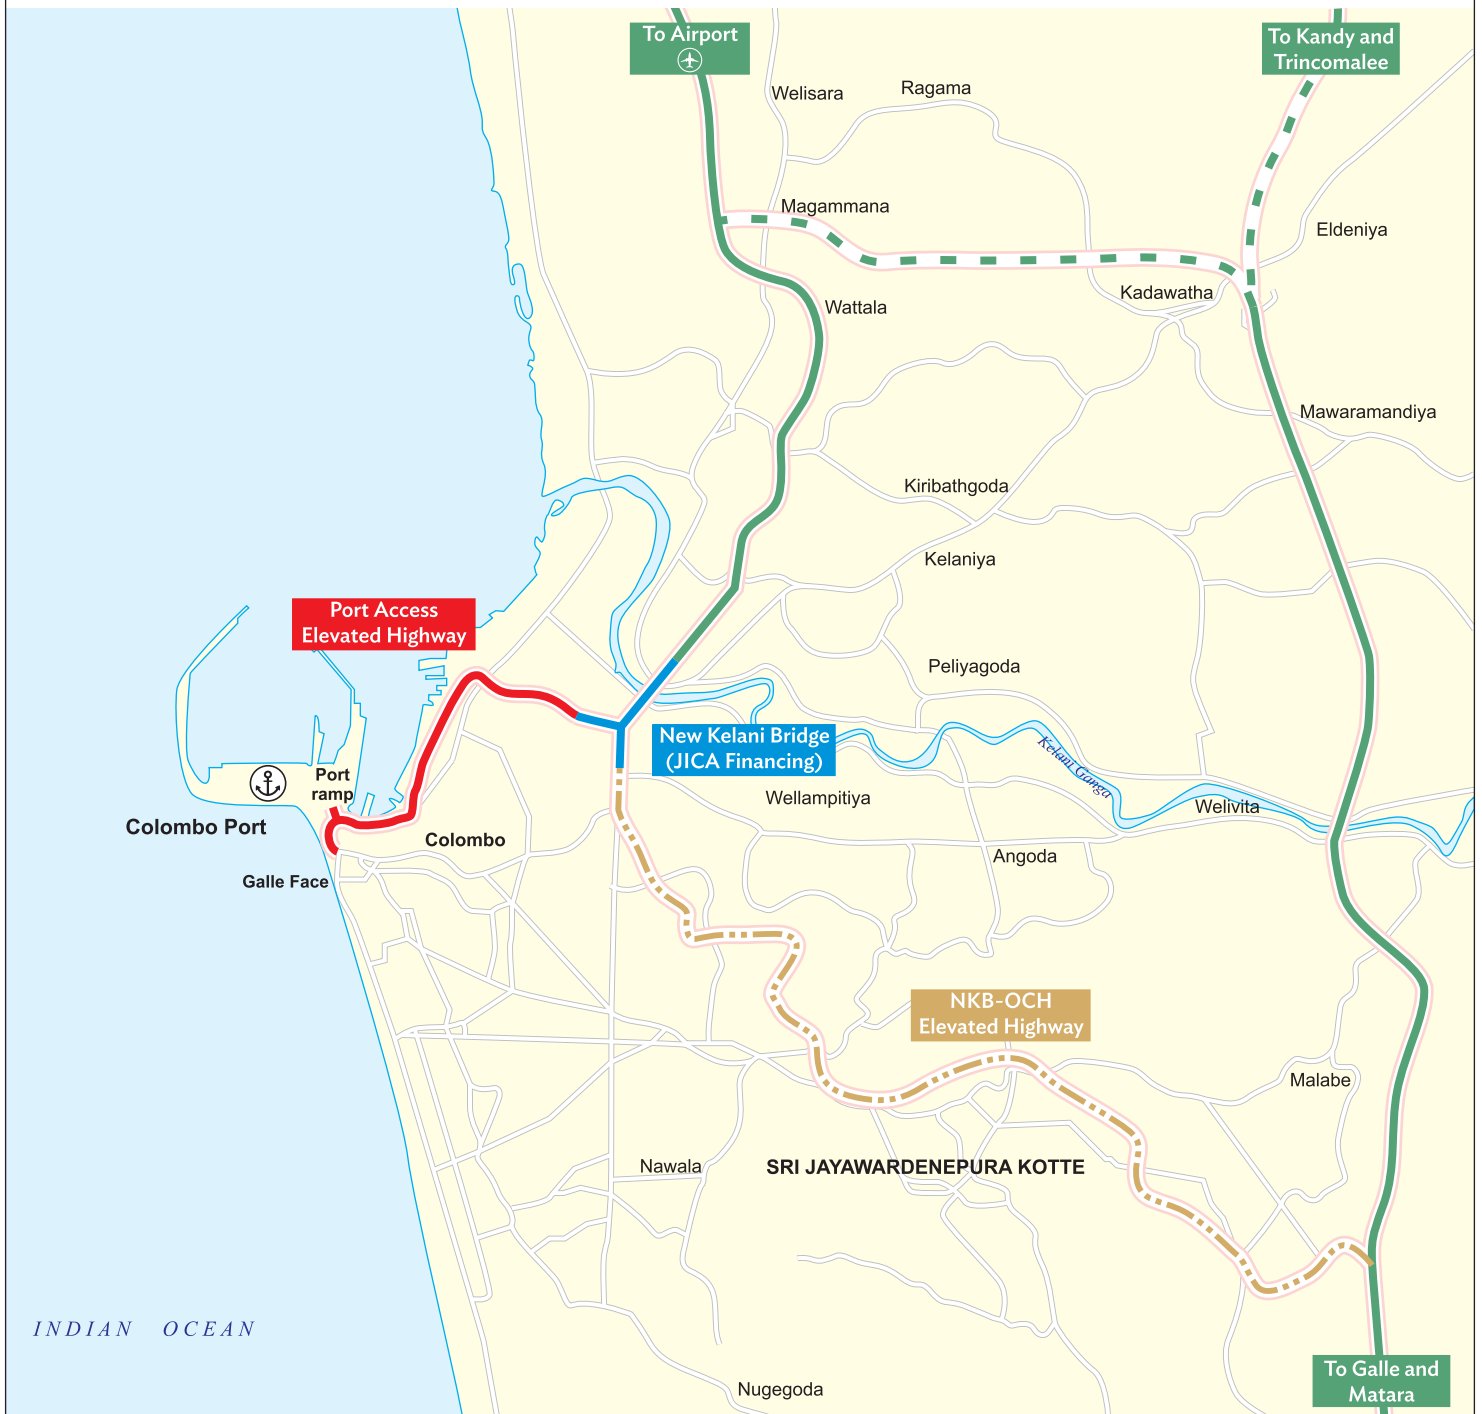 To Airport
To Kandy and
Trincomalee
Welisara
Ragama
Magammana
Eldeniya
Kadawatha
Wattala
Mawaramandiya
Kiribathgoda
Kelaniya
Port Access
Elevated Highway
Peliyagoda
New Kelani Bridge
(JICA Financing)
Kelani Ganga
Port
ramp
Wellampitiya
Welivita
Colombo Port
Colombo
Angoda
Galle Face
NKB-OCH
Elevated Highway
Malabe
Nawala
SRI JAYAWARDENEPURA KOTTE
INDIAN OCEAN
To Galle and
Matara
Nugegoda